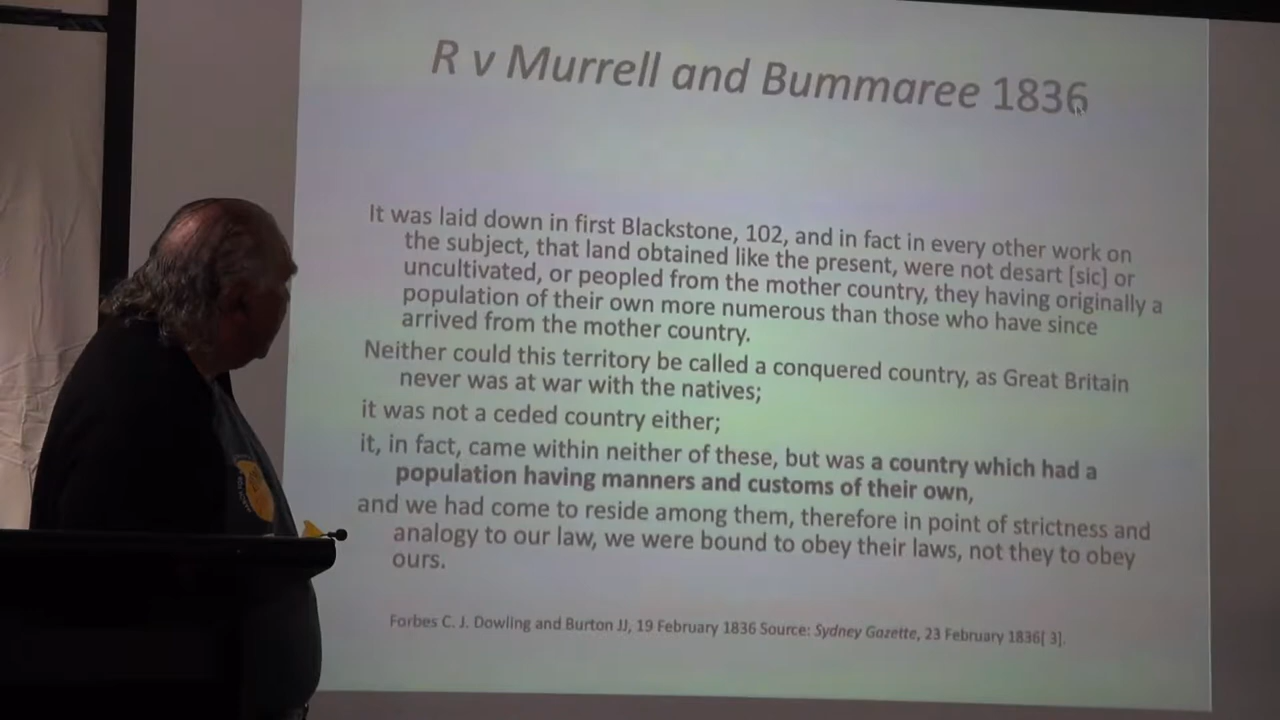 R v Murrell and Bummaree 1836
It was laid down in first Blackstone, 102, and in fact in every other work on
the subject, that land obtained like the present, were not desart [sic] or
uncultivated, or peopled from the mother country, they having originally a
population of their own more numerous than those who have since
arrived from the mother country.
Neither could this territory be called a conquered country, as Great Britain
never was at war with the natives;
it was not a ceded country either;
it, in fact, came within neither of these, but was a country which had a
population having manners and customs of their own,
and we had come to reside among them, therefore in point of strictness and
analogy to our law, we were bound to obey their laws, not they to obey
ours.
Forbes C. J. Dowling and Burton JJ, 19 February 1836 Source: Sydney Gazette, 23 February 1836[ 3].